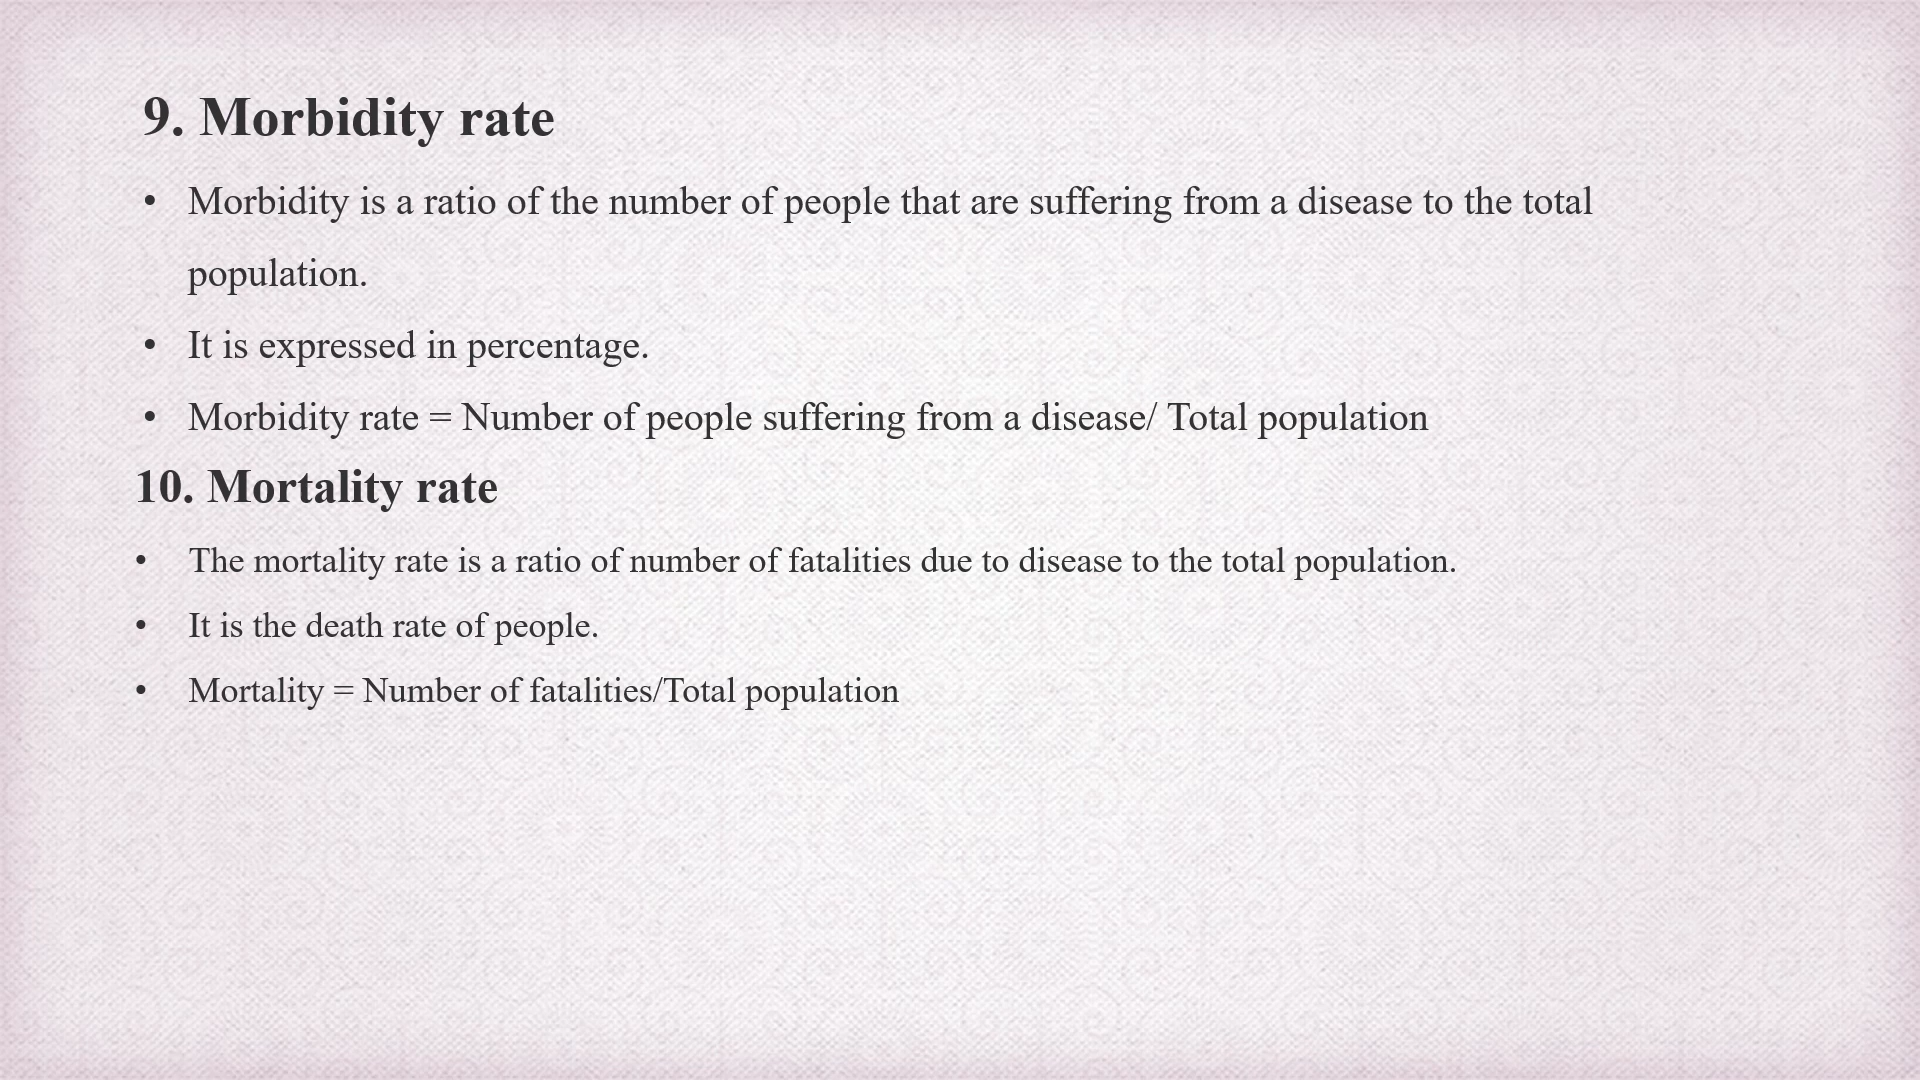 9. Morbidity rate
• Morbidity is a ratio of the number of people that are suffering from a disease to the total
population.
• It is expressed in percentage.
• Morbidity rate = Number of people suffering from a disease/ Total population
10. Mortality rate
• The mortality rate is a ratio of number of fatalities due to disease to the total population.
• It is the death rate of people.
• Mortality = Number of fatalities/Total population